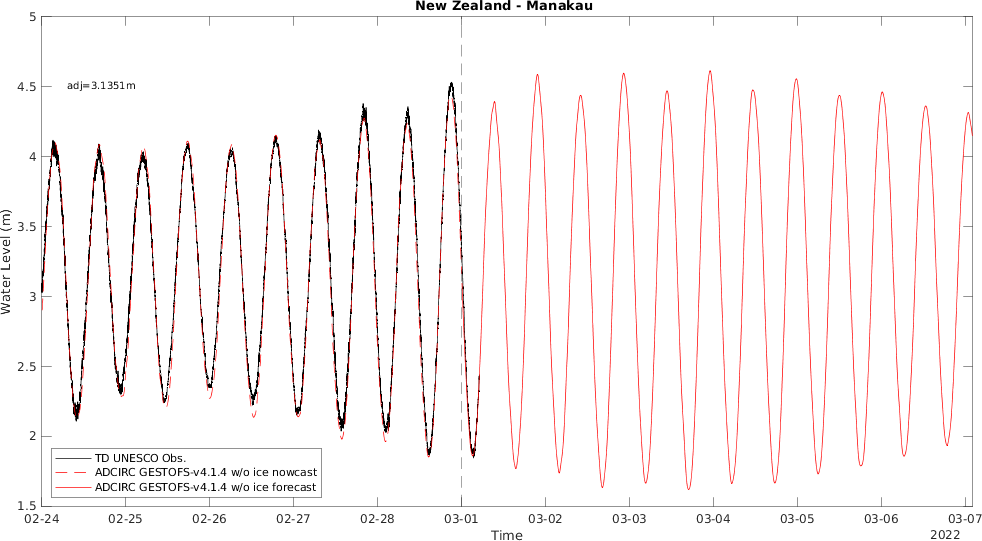 New Zealand - Manakau
5
adj=3.1351m
4.5
4
3.5
Water Level (m)
3
2.5
2
1.5
TD UNESCO Obs.
ADCIRC GESTOFS-v4.1.4 w/o ice nowcast
ADCIRC GESTOFS-v4.1.4 w/o ice forecast
02-24 02-25 02-26 02-27 02-28 03-01 03-02 03-03 03-04 03-05 03-06 03-07
Time
2022